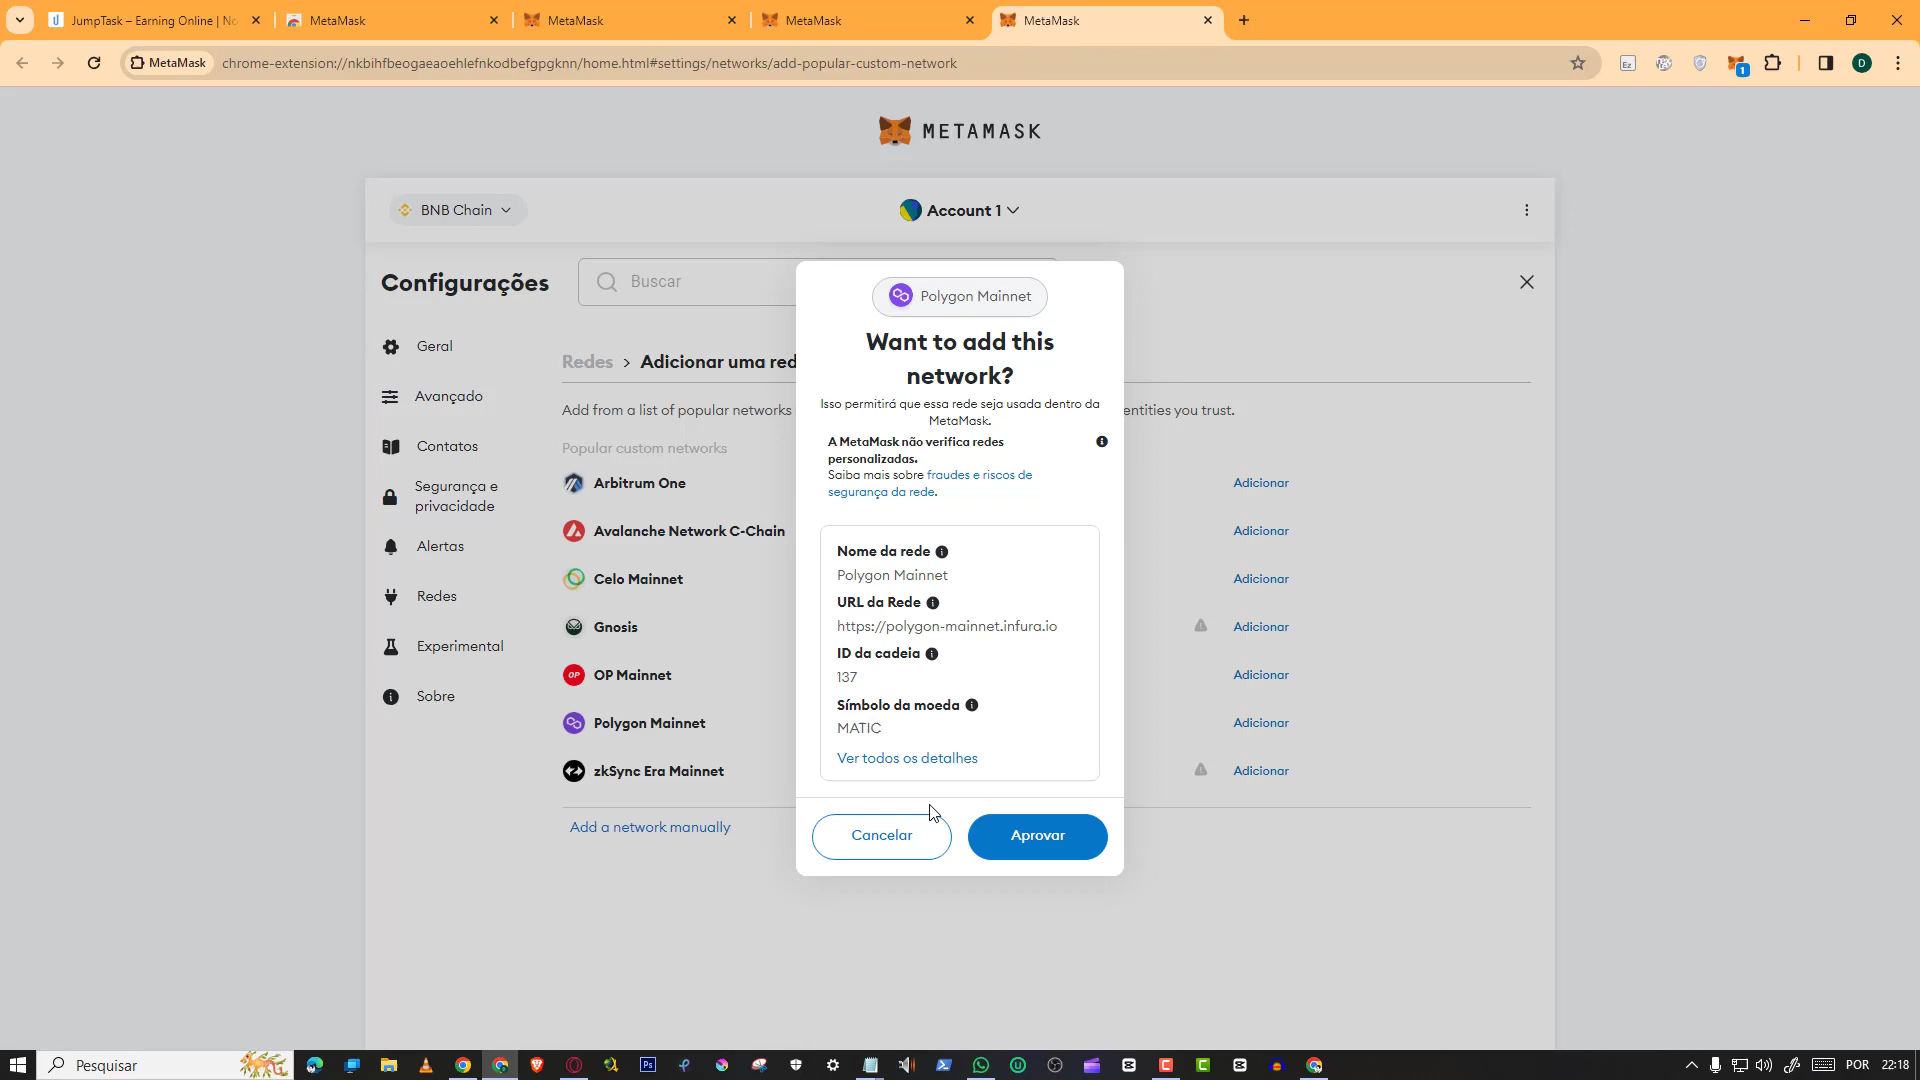 JumpTask – Earning Online | No
MetaMask
MetaMask
MetaMask
MetaMask
MetaMask
chrome-extension://nkbihfbeogaeaoehlefnkodbefgpgknn/home.html#settings/networks/add-popular-custom-network
1
D
METAMASK
BNB Chain
Account 1
Configurações
Buscar
Geral
Avançado
Contatos
Segurança e
privacidade
Alertas
Redes
Experimental
Sobre
Redes > Adicionar uma red
Add from a list of popular networks
entities you trust.
Popular custom networks
Arbitrum One
Adicionar
Avalanche Network C-Chain
Adicionar
Celo Mainnet
Adicionar
Gnosis
Adicionar
OP
OP Mainnet
Adicionar
Polygon Mainnet
Adicionar
zkSync Era Mainnet
Adicionar
Add a network manually
Polygon Mainnet
Want to add this
network?
Isso permitirá que essa rede seja usada dentro da
MetaMask.
A MetaMask não verifica redes
personalizadas.
Saiba mais sobre fraudes e riscos de
segurança da rede.
Nome da rede
Polygon Mainnet
URL da Rede
https://polygon-mainnet.infura.io
ID da cadeia
137
Símbolo da moeda
MATIC
Ver todos os detalhes
Cancelar
Aprovar
Pesquisar
Ps
POR
22:18